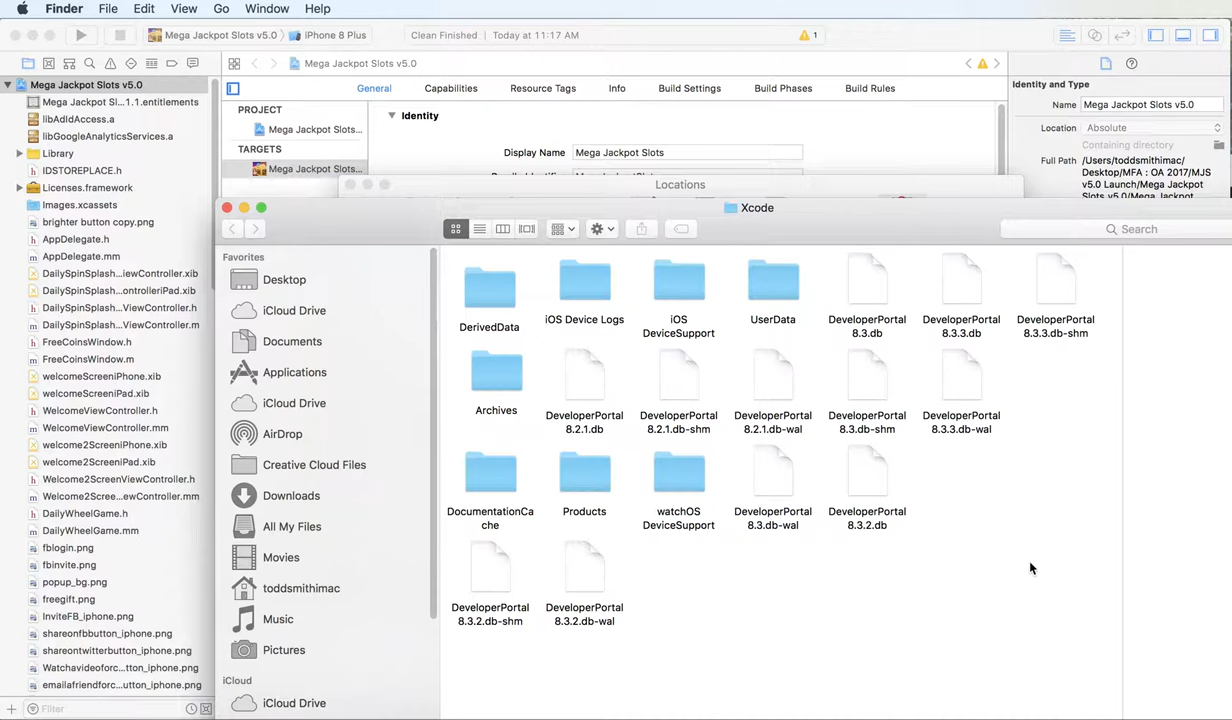 Finder File Edit View Go Window Help
Mega Jackpot Slots v5.0 iPhone 8 Plus Clean Finished Today at 11:17 AM 1
Mega Jackpot Slots v5.0
Mega Jackpot Slots v5.0
Mega Jackpot Sl...1.1.entitlements
libAdIdAccess.a
libGoogleAnalyticsServices.a
Library
IDSTOREPLACE.h
Licenses.framework
Images.xcassets
brighter button copy.png
AppDelegate.h
AppDelegate.mm
DailySpinSplash...iewController.xib
DailySpinSplash...ontrolleriPad.xib
DailySpinSplash...ViewController.h
DailySpinSplash...ViewController.m
FreeCoinsWindow.h
FreeCoinsWindow.m
welcomeScreeniPhone.xib
welcomeScreeniPad.xib
WelcomeViewController.h
WelcomeViewController.mm
welcome2ScreeniPhone.xib
welcome2ScreeniPad.xib
Welcome2ScreenViewController.h
Welcome2Scree...ewController.mm
DailyWheelGame.h
DailyWheelGame.mm
fblogin.png
fbinvite.png
popup_bg.png
freegift.png
InviteFB_iphone.png
shareonfbbutton_iphone.png
shareontwitterbutton_iphone.png
Watchavideoforc...tton_iphone.png
emailafriendforc...utton_iphone.png
Filter
General Capabilities Resource Tags Info Build Settings Build Phases Build Rules
PROJECT
Mega Jackpot Slots...
TARGETS
Mega Jackpot Slots...
Identity
Display Name Mega Jackpot Slots
Identity and Type
Name Mega Jackpot Slots v5.0
Location Absolute
Containing directory
Full Path /Users/toddsmithimac/
Desktop/MFA : OA 2017/MJS
v5.0 Launch/Mega Jackpot
Slots v5.0/Mega Jackpot
Locations
Xcode
Search
Favorites
Desktop
iCloud Drive
Documents
Applications
iCloud Drive
AirDrop
Creative Cloud Files
Downloads
All My Files
Movies
toddsmithimac
Music
Pictures
iCloud
iCloud Drive
DerivedData
iOS Device Logs
iOS
DeviceSupport
UserData
DeveloperPortal
8.3.db
DeveloperPortal
8.3.3.db
DeveloperPortal
8.3.3.db-shm
Archives
DeveloperPortal
8.2.1.db
DeveloperPortal
8.2.1.db-shm
DeveloperPortal
8.2.1.db-wal
DeveloperPortal
8.3.db-shm
DeveloperPortal
8.3.3.db-wal
DocumentationCa
che
Products
watchOS
DeviceSupport
DeveloperPortal
8.3.db-wal
DeveloperPortal
8.3.2.db
DeveloperPortal
8.3.2.db-shm
DeveloperPortal
8.3.2.db-wal